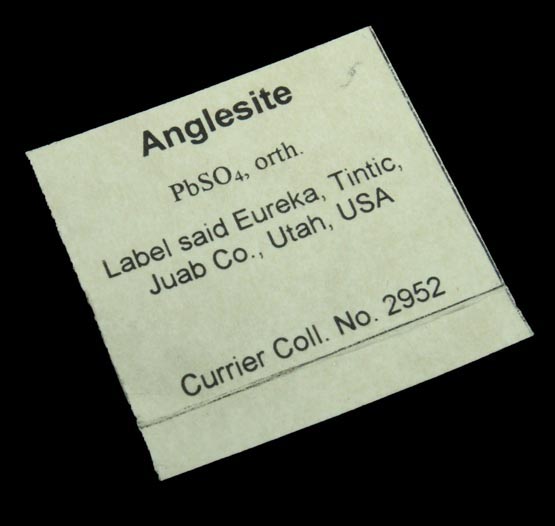 Anglesite
PbSO₄, orth.
Label said Eureka, Tintic,
Juab Co., Utah, USA
Currier Coll. No. 2952